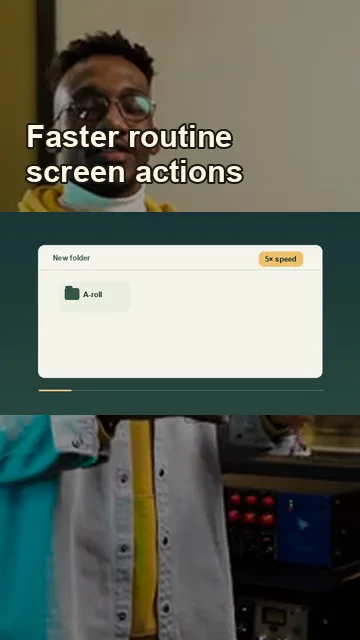 Faster routine
screen actions
New folder
5× speed
A-roll